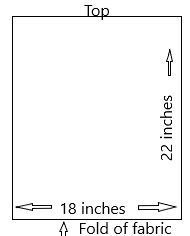 Top
22 inches
18 inches
Fold of fabric